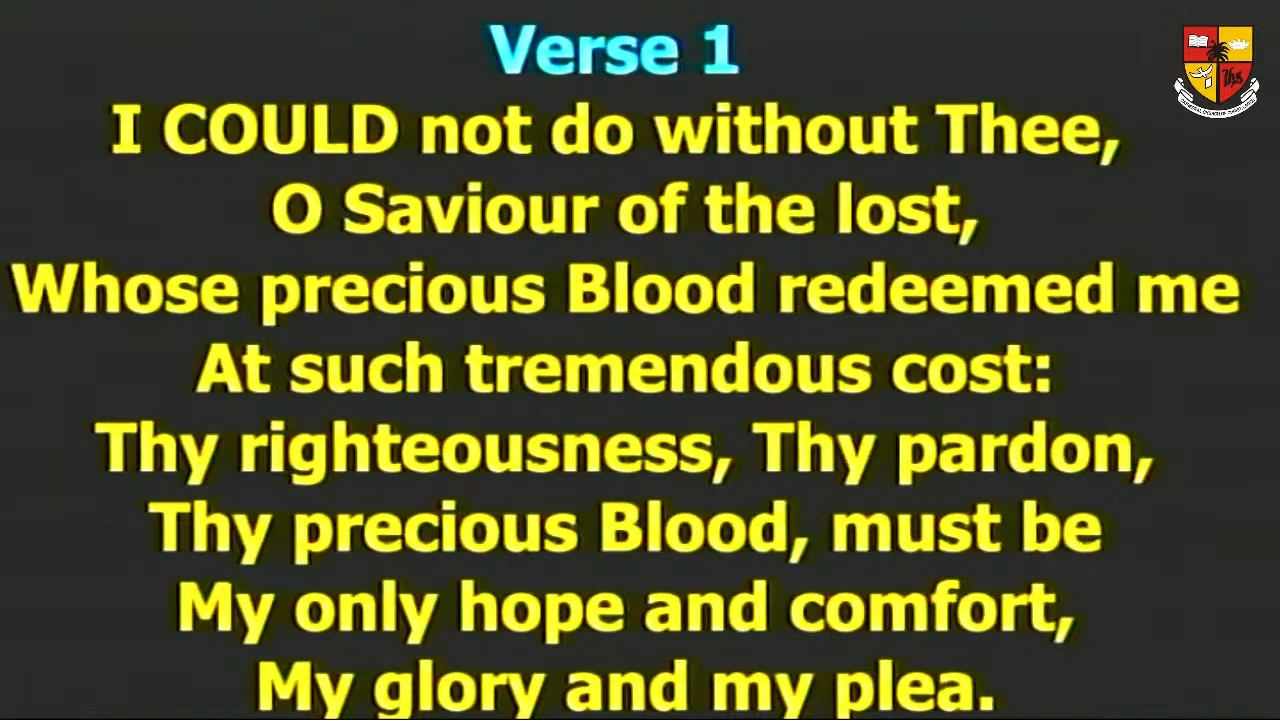 Verse 1
I COULD not do without Thee,
O Saviour of the lost,
Whose precious Blood redeemed me
At such tremendous cost:
Thy righteousness, Thy pardon,
Thy precious Blood, must be
My only hope and comfort,
My glory and my plea.